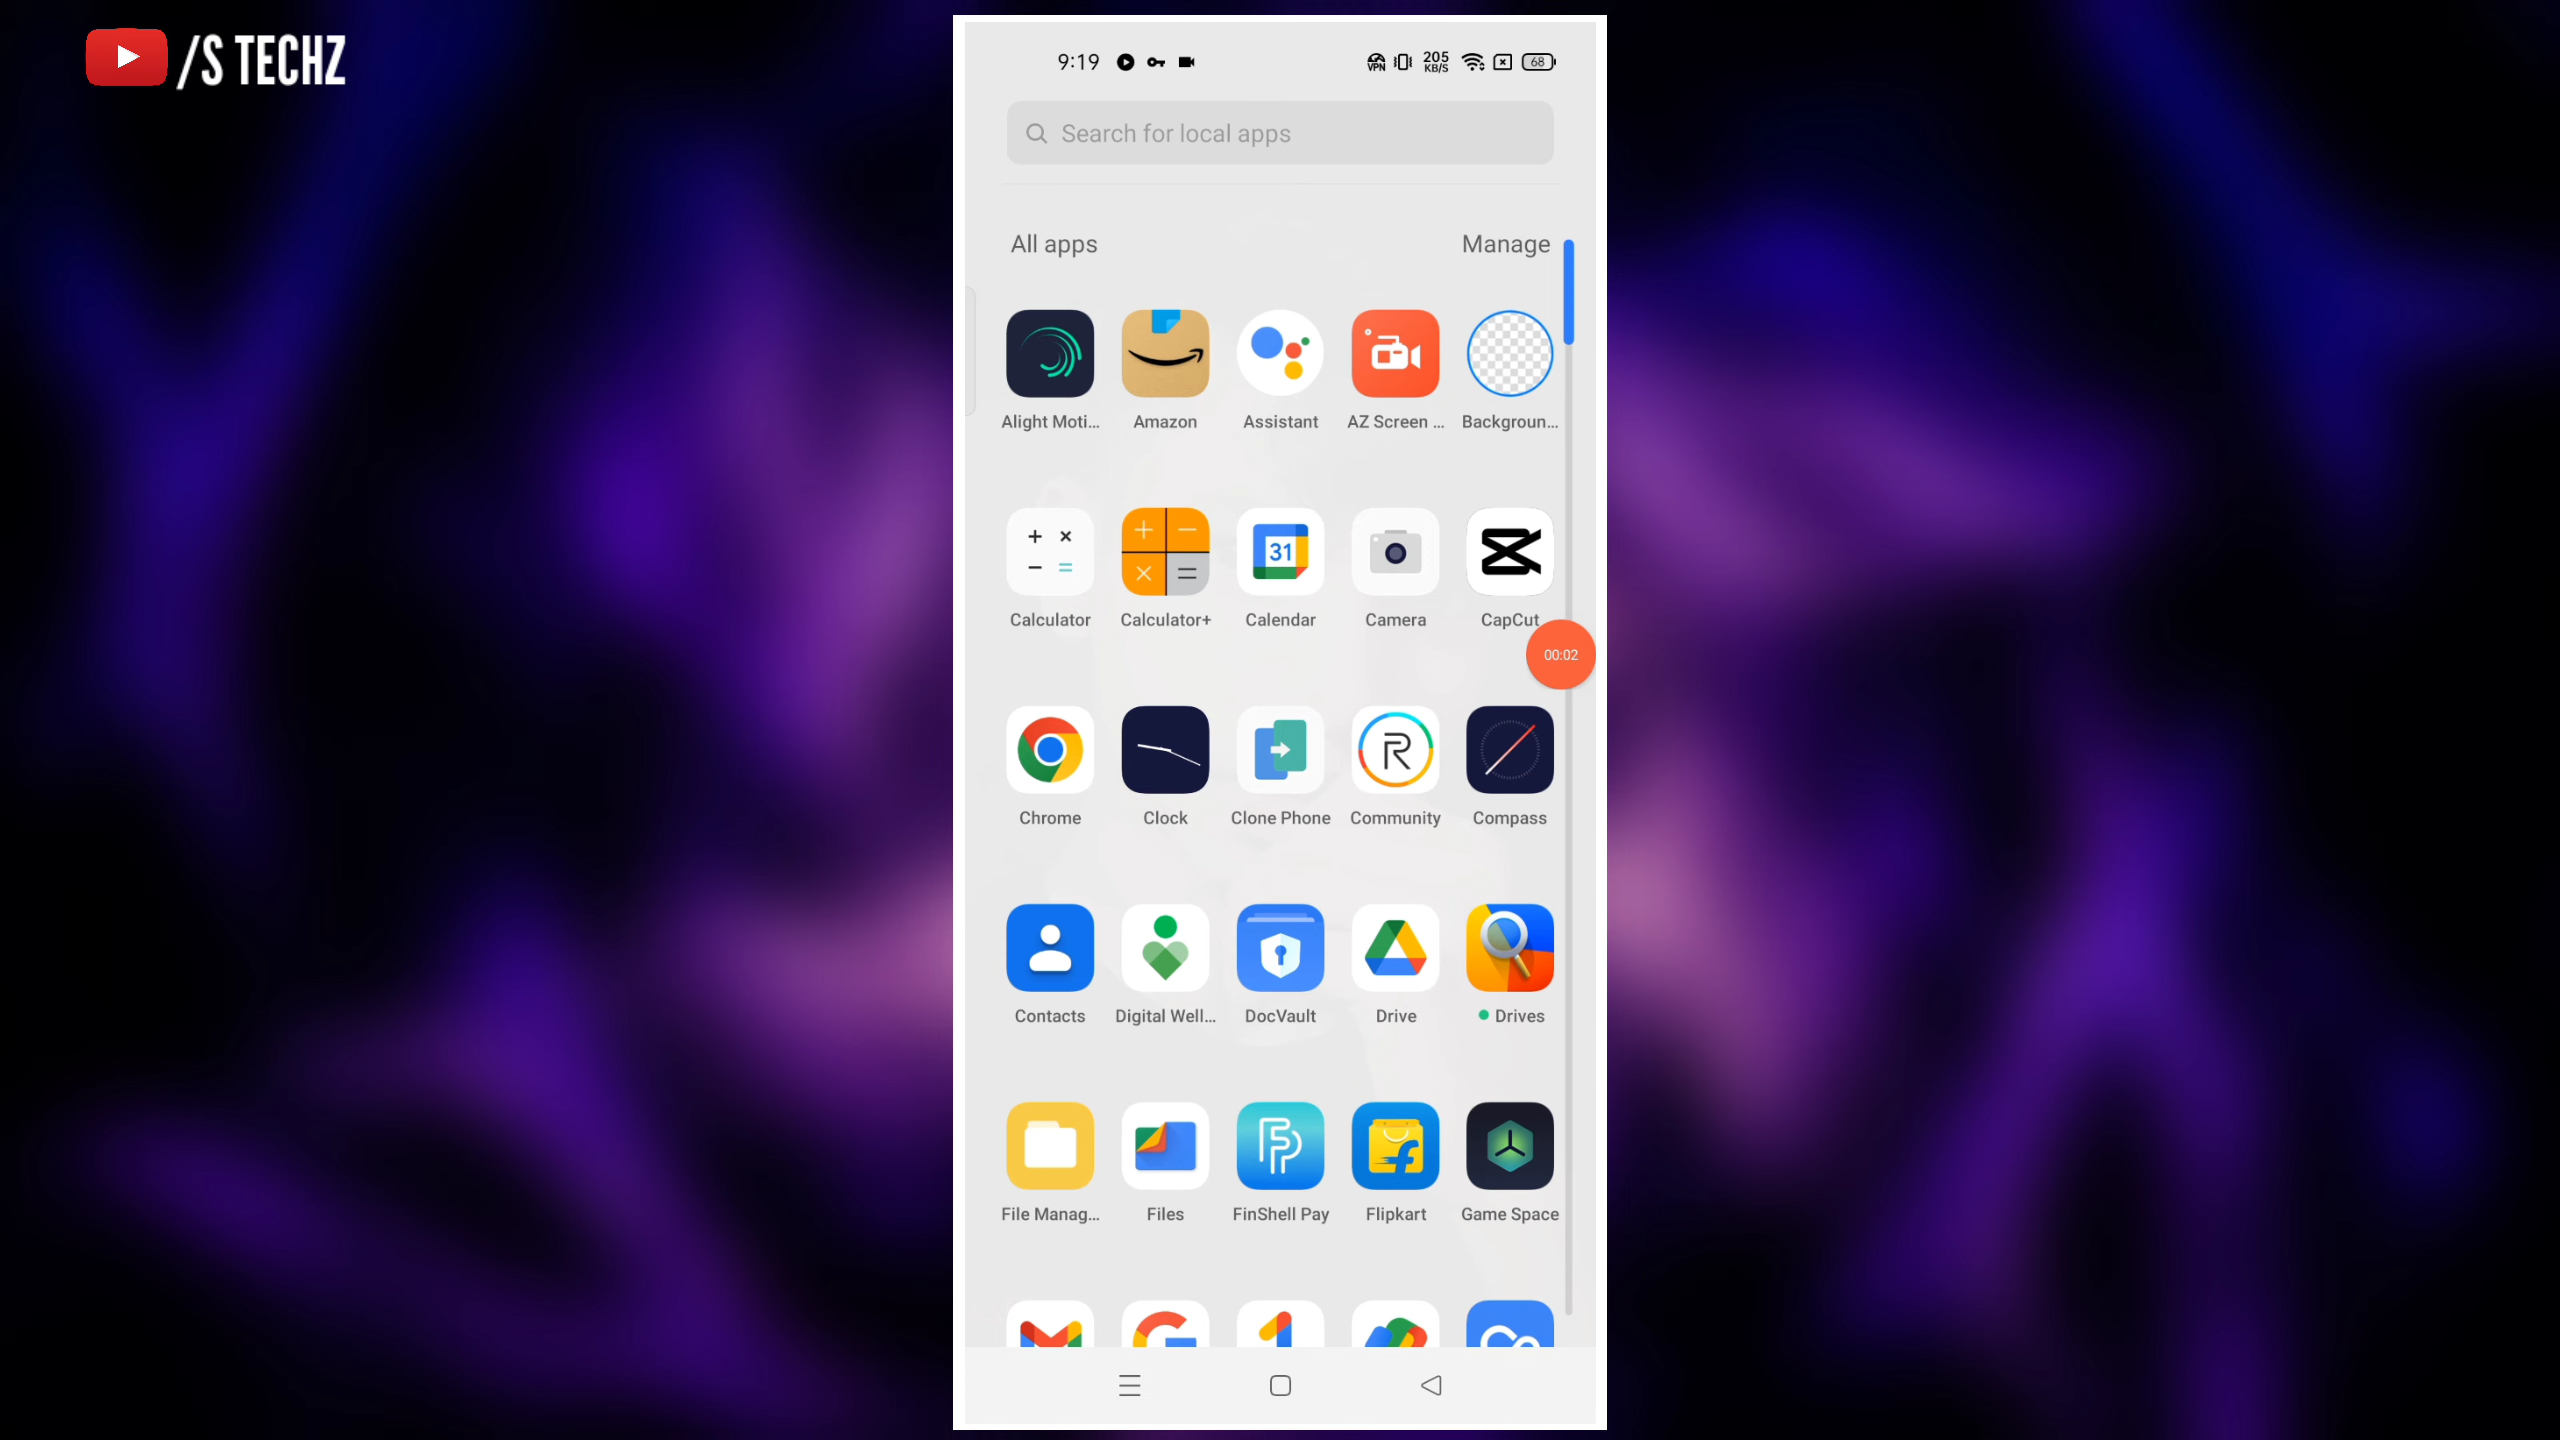 /S TECHZ
9:19
VPN
205
KB/S
68
Search for local apps
All apps
Manage
Alight Moti...
Amazon
Assistant
AZ Screen ...
Backgroun...
31
Calculator
Calculator+
Calendar
Camera
CapCut
00:02
R
Chrome
Clock
Clone Phone
Community
Compass
Contacts
Digital Well...
DocVault
Drive
Drives
File Manag...
Files
FinShell Pay
Flipkart
Game Space